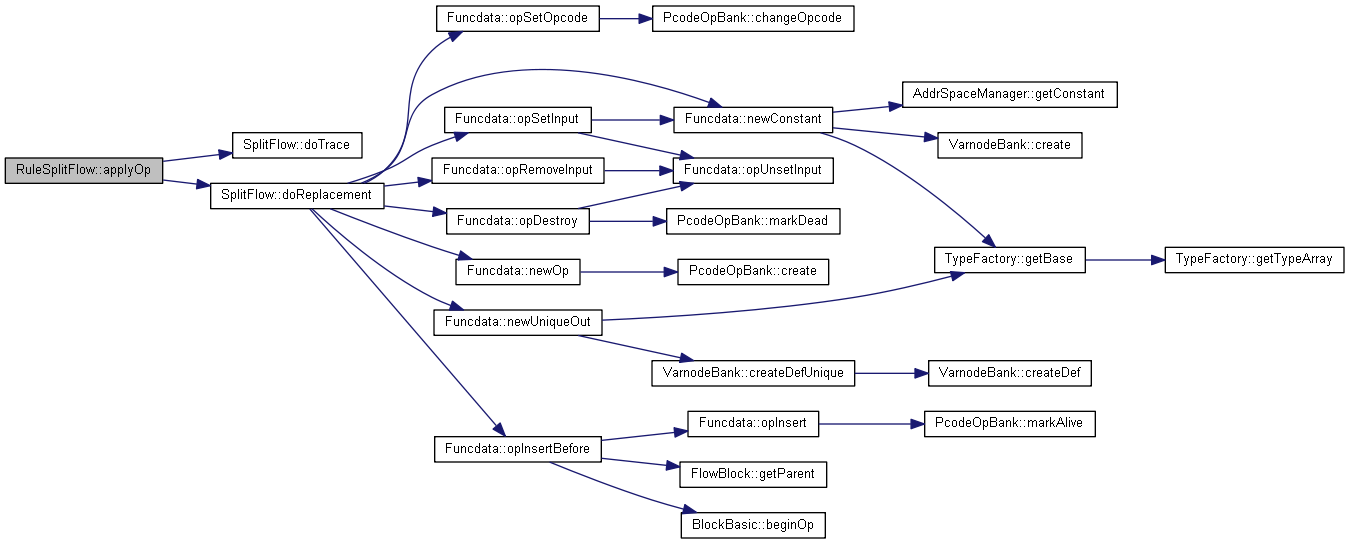 Funcdata::opSetOpcode
PcodeOpBank::changeOpcode
AddrSpaceManager::getConstant
Funcdata::opSetInput
Funcdata::newConstant
SplitFlow::doTrace
VarnodeBank::create
RuleSplitFlow::applyOp
Funcdata::opRemoveInput
Funcdata::opUnsetInput
SplitFlow::doReplacement
Funcdata::opDestroy
PcodeOpBank::markDead
TypeFactory::getBase
TypeFactory::getTypeArray
Funcdata::newOp
PcodeOpBank::create
Funcdata::newUniqueOut
VarnodeBank::createDefUnique
VarnodeBank::createDef
Funcdata::opInsert
PcodeOpBank::markAlive
Funcdata::opInsertBefore
FlowBlock::getParent
BlockBasic::beginOp